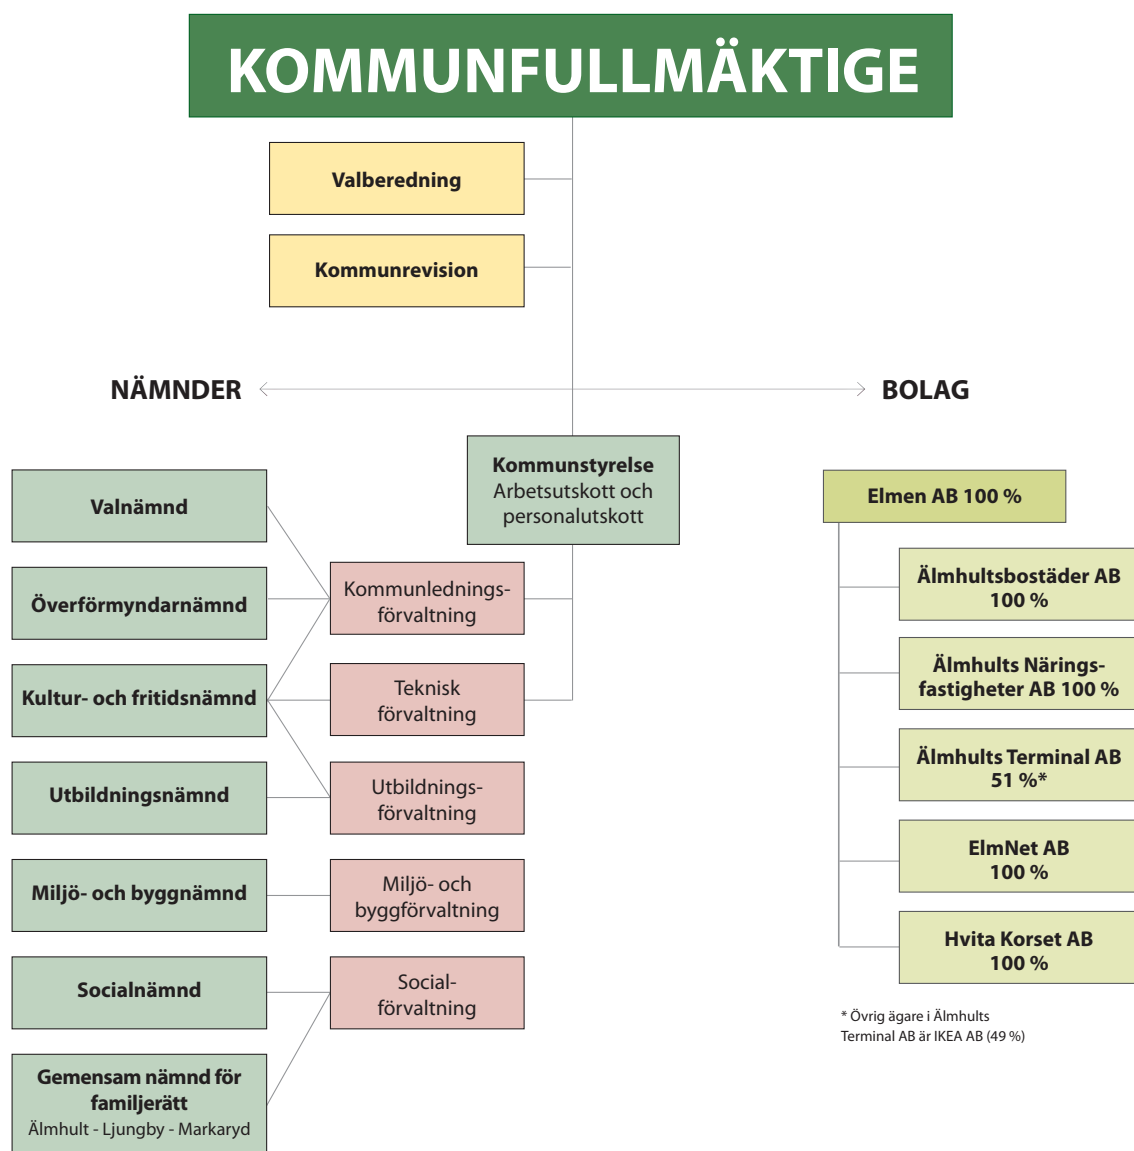 KOMMUNFULLMÄKTIGE
Valberedning
Kommunrevision
NÄMNDER
BOLAG
Kommunstyrelse
Arbetsutskott och
personalutskott
Valnämnd
Överförmyndarnämnd
Kultur- och fritidsnämnd
Utbildningsnämnd
Miljö- och byggnämnd
Socialnämnd
Gemensam nämnd för
familjerätt
Älmhult - Ljungby - Markaryd
Kommunlednings-
förvaltning
Teknisk
förvaltning
Utbildnings-
förvaltning
Miljö- och
byggförvaltning
Social-
förvaltning
Elmen AB 100 %
Älmhultsbostäder AB
100 %
Älmhults Närings-
fastigheter AB 100 %
Älmhults Terminal AB
51 %*
ElmNet AB
100 %
Hvita Korset AB
100 %
* Övrig ägare i Älmhults
Terminal AB är IKEA AB (49 %)